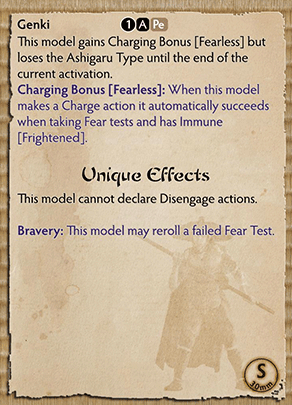 Genki 1 A Pe
This model gains Charging Bonus [Fearless] but
loses the Ashigaru Type until the end of the
current activation.
Charging Bonus [Fearless]: When this model
makes a Charge action it automatically succeeds
when taking Fear tests and has Immune
[Frightened].
Unique Effects
This model cannot declare Disengage actions.
Bravery: This model may reroll a failed Fear Test.
S
30mm